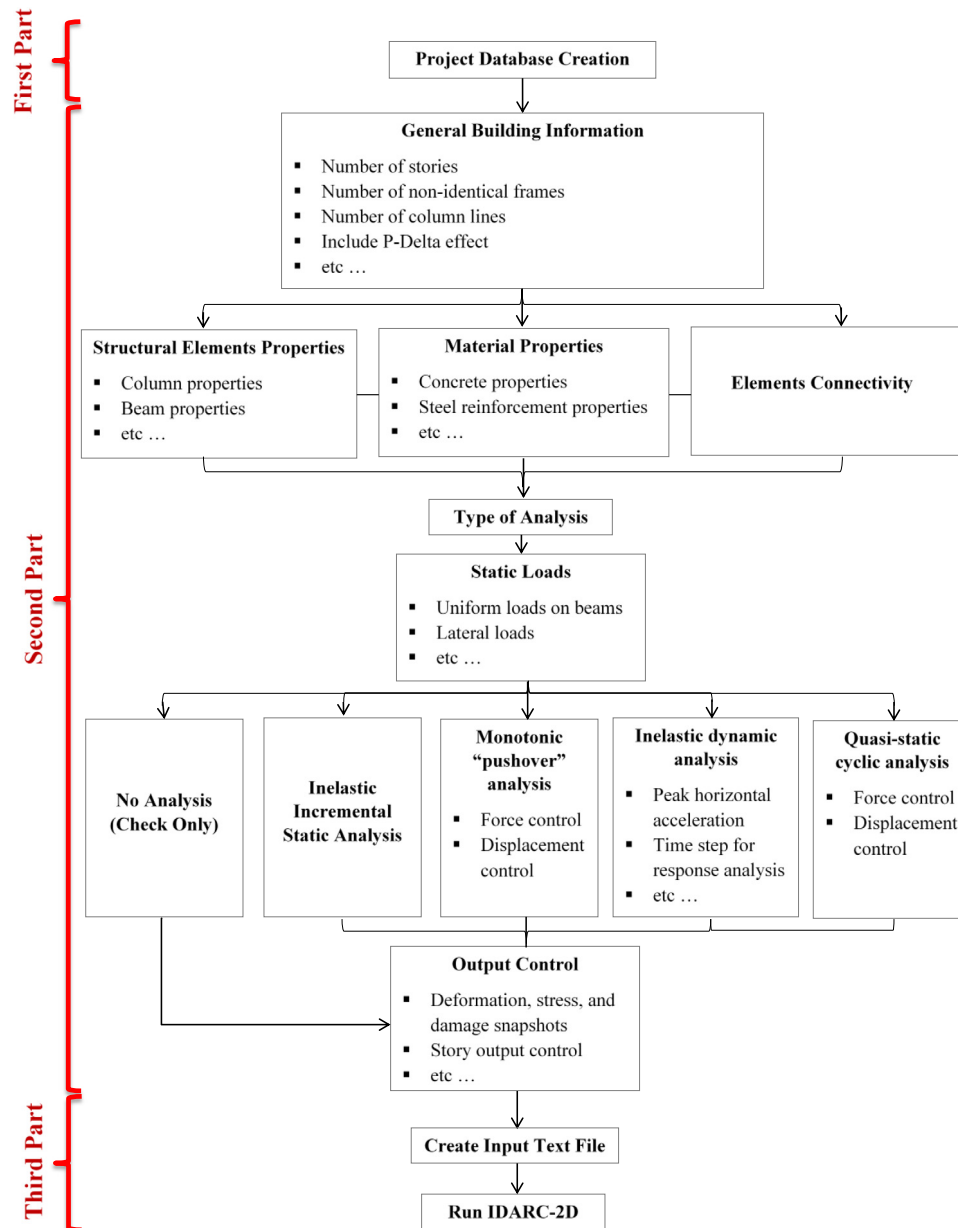 First Part
Project Database Creation
Second Part
General Building Information
▪ Number of stories
▪ Number of non-identical frames
▪ Number of column lines
▪ Include P-Delta effect
▪ etc …
Structural Elements Properties
▪ Column properties
▪ Beam properties
▪ etc …
Material Properties
▪ Concrete properties
▪ Steel reinforcement properties
▪ etc …
Elements Connectivity
Type of Analysis
Static Loads
▪ Uniform loads on beams
▪ Lateral loads
▪ etc …
No Analysis
(Check Only)
Inelastic
Incremental
Static Analysis
Monotonic
“pushover”
analysis
▪ Force control
▪ Displacement
control
Inelastic dynamic
analysis
▪ Peak horizontal
acceleration
▪ Time step for
response analysis
▪ etc …
Quasi-static
cyclic analysis
▪ Force control
▪ Displacement
control
Output Control
▪ Deformation, stress, and
damage snapshots
▪ Story output control
▪ etc …
Third Part
Create Input Text File
Run IDARC-2D